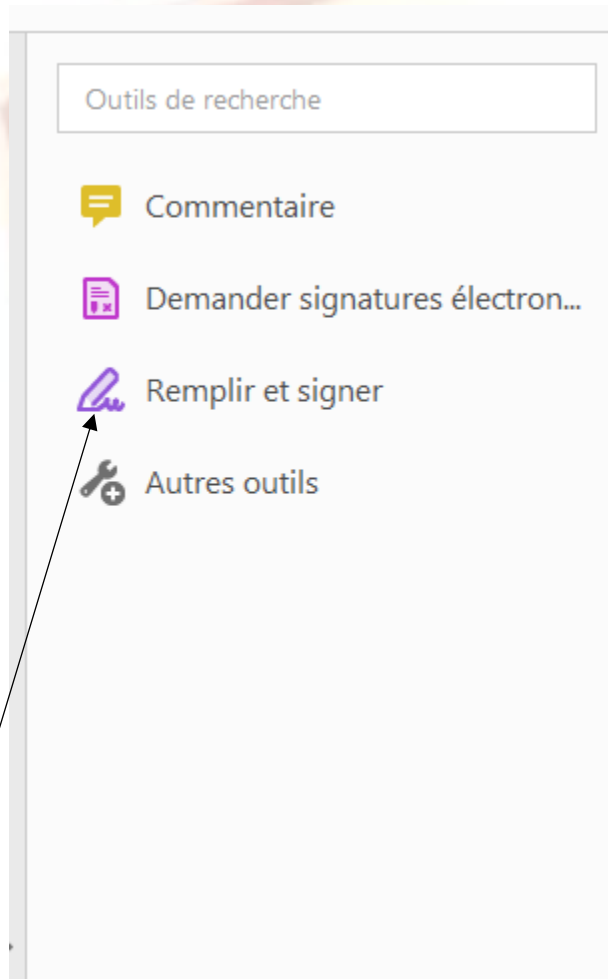 Outils de recherche
Commentaire
Demander signatures électron...
Remplir et signer
Autres outils